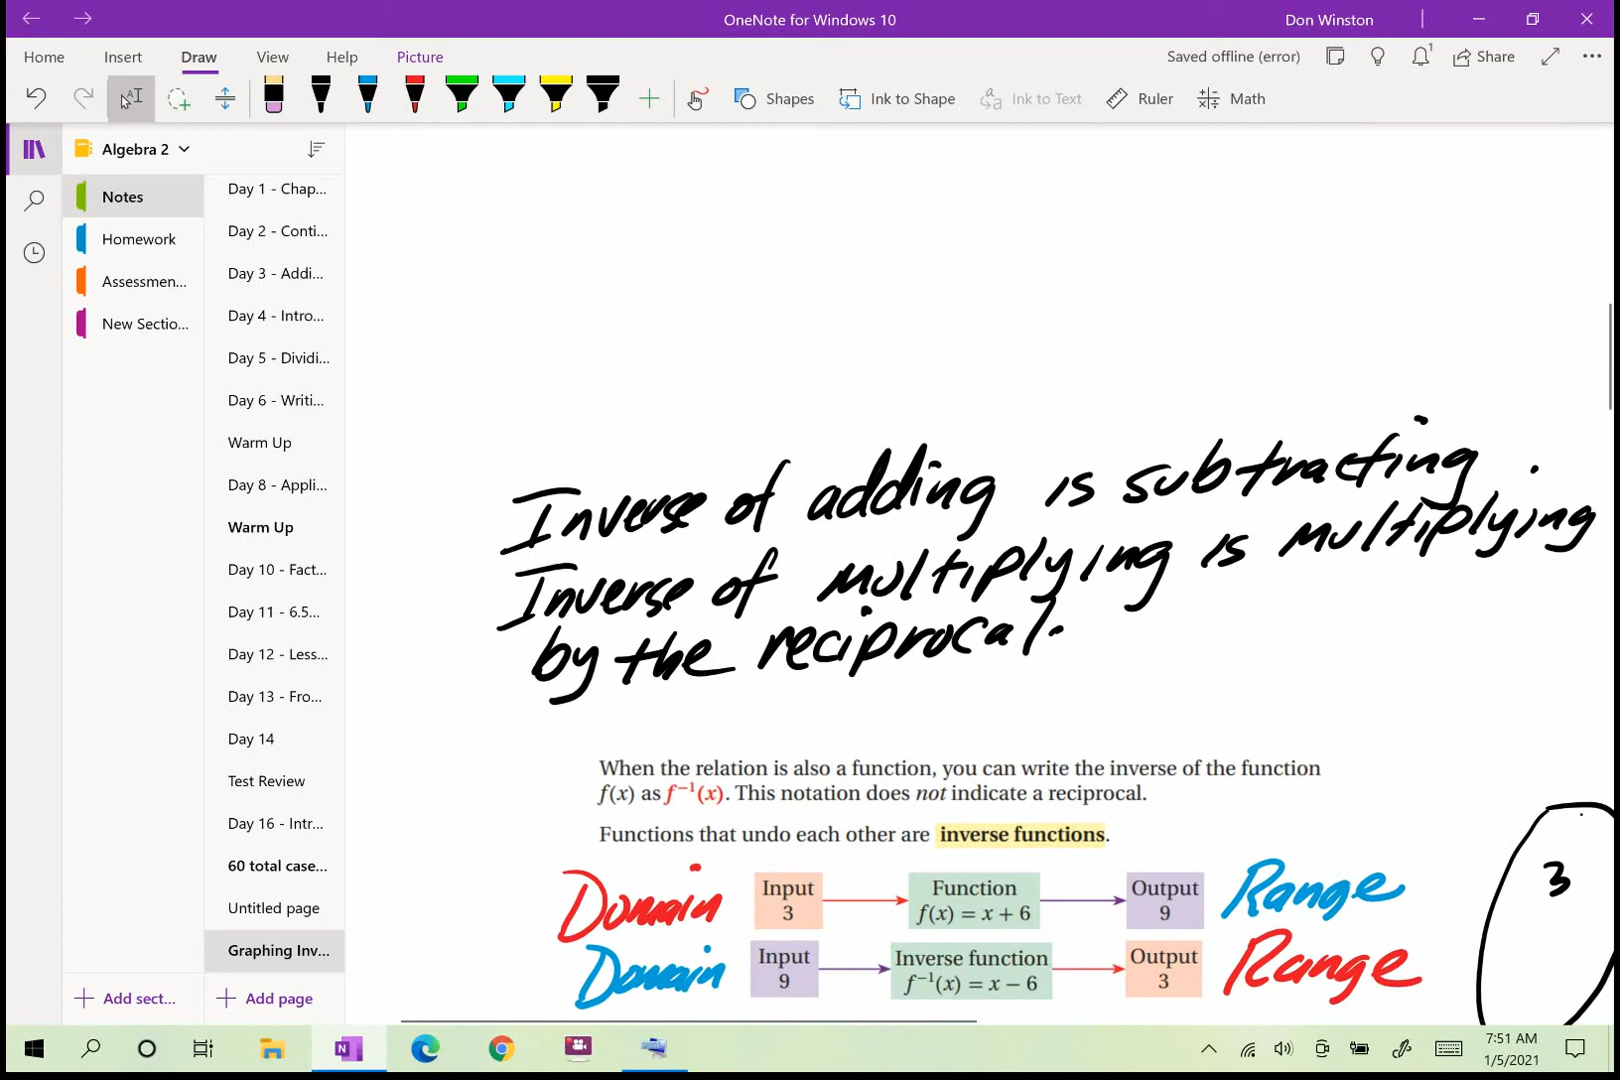 OneNote for Windows 10
Don Winston
Home Insert Draw View Help Picture
Saved offline (error)
1
Share
Shapes
Ink to Shape
Ink to Text
Ruler
Math
Algebra 2
Notes
Homework
Assessmen...
New Sectio...
Day 1 - Chap...
Day 2 - Conti...
Day 3 - Addi...
Day 4 - Intro...
Day 5 - Dividi...
Day 6 - Writi...
Warm Up
Day 8 - Appli...
Warm Up
Day 10 - Fact...
Day 11 - 6.5...
Day 12 - Less...
Day 13 - Fro...
Day 14
Test Review
Day 16 - Intr...
60 total case...
Untitled page
Graphing Inv...
Add sect...
Add page
Inverse of adding is subtracting.
Inverse of multiplying is multiplying
by the reciprocal.
When the relation is also a function, you can write the inverse of the function
f(x) as f⁻¹(x). This notation does not indicate a reciprocal.
Functions that undo each other are inverse functions.
Domain
Input
3
Function
f(x) = x + 6
Output
9
Range
3
Domain
Input
9
Inverse function
f⁻¹(x) = x − 6
Output
3
Range
7:51 AM
1/5/2021